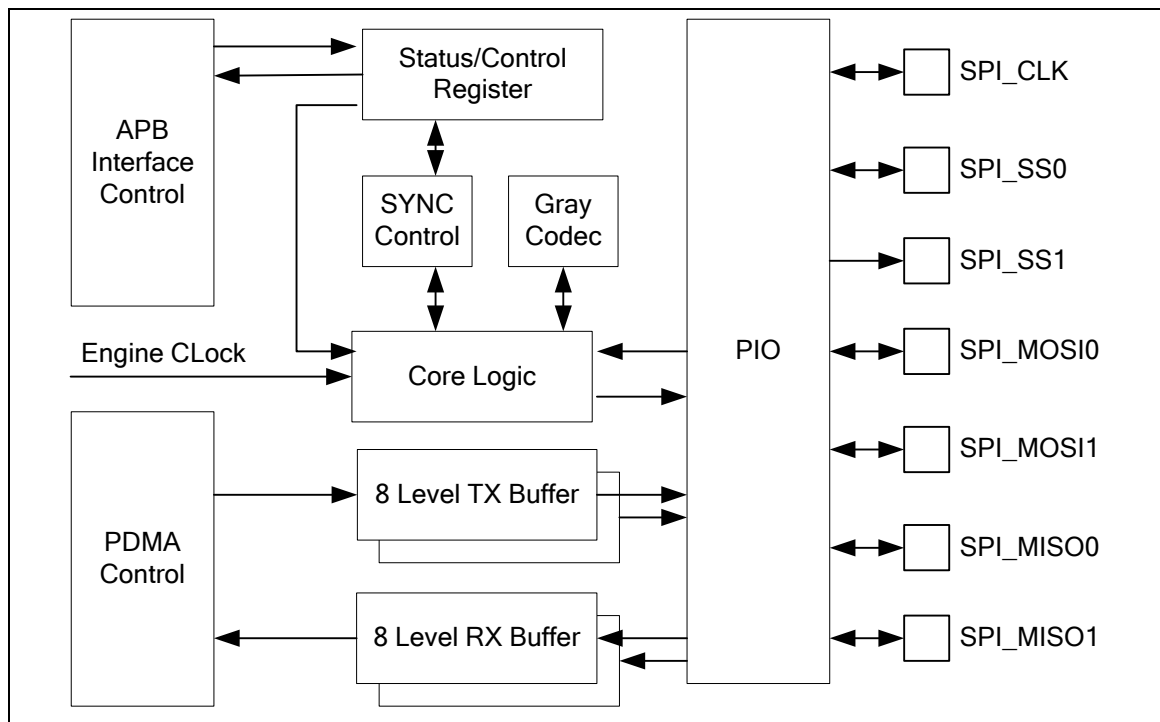 APB
Interface
Control
Status/Control
Register
SYNC
Control
Gray
Codec
Engine CLock
Core Logic
PDMA
Control
8 Level TX Buffer
8 Level RX Buffer
PIO
SPI_CLK
SPI_SS0
SPI_SS1
SPI_MOSI0
SPI_MOSI1
SPI_MISO0
SPI_MISO1